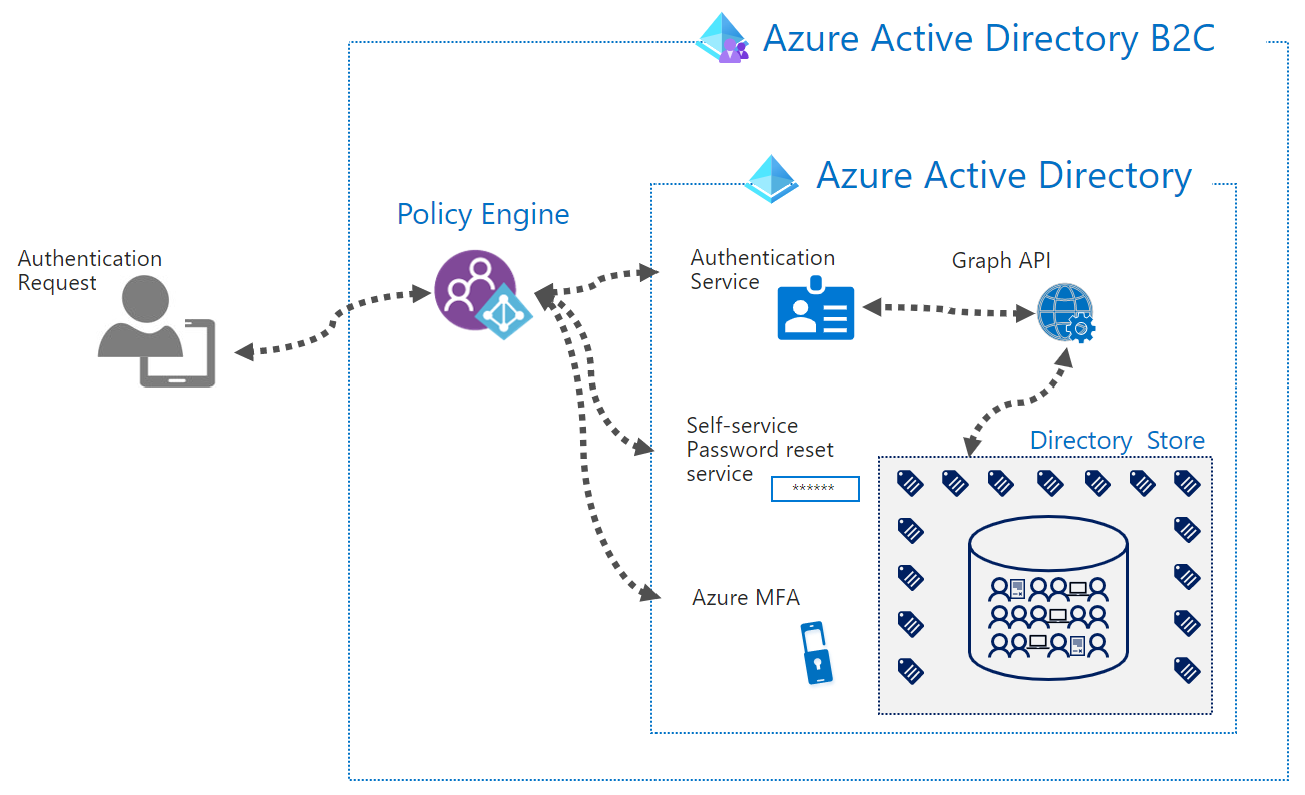 Azure Active Directory B2C
Azure Active Directory
Policy Engine
Authentication
Request
Authentication
Service
Graph API
Self-service
Password reset
service
******
Directory Store
Azure MFA